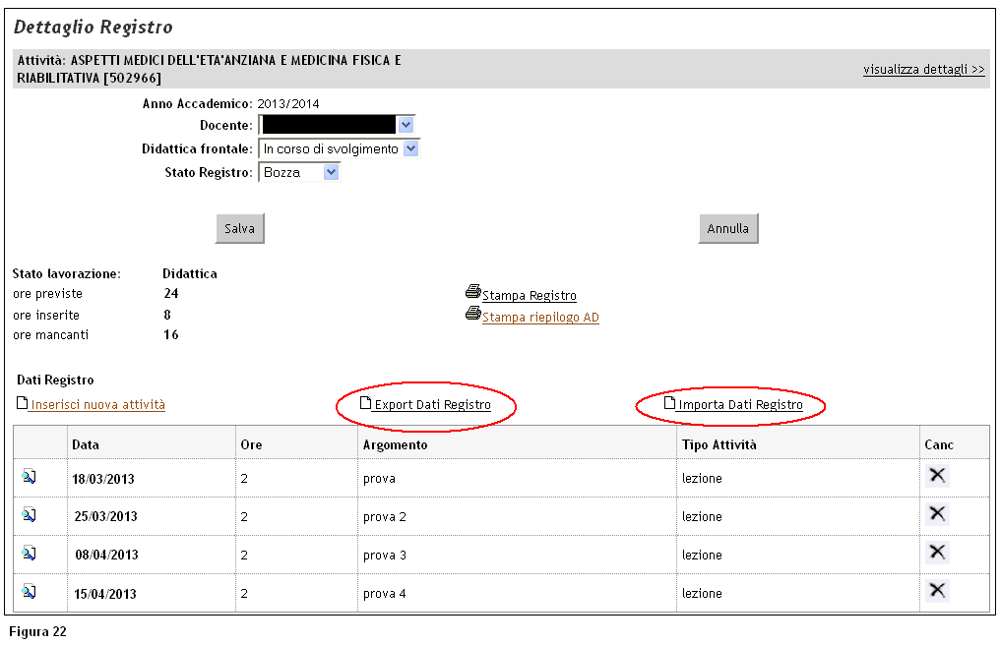 Dettaglio Registro
Attività: ASPETTI MEDICI DELL'ETA'ANZIANA E MEDICINA FISICA E
RIABILITATIVA [502966]
visualizza dettagli >>
Anno Accademico: 2013/2014
Docente:
Didattica frontale: In corso di svolgimento
Stato Registro: Bozza
Salva Annulla
Stato lavorazione: Didattica
ore previste 24
Stampa Registro
ore inserite 8
Stampa riepilogo AD
ore mancanti 16
Dati Registro
Inserisci nuova attività Export Dati Registro Importa Dati Registro
Data Ore Argomento Tipo Attività Canc
18/03/2013 2 prova lezione
25/03/2013 2 prova 2 lezione
08/04/2013 2 prova 3 lezione
15/04/2013 2 prova 4 lezione
Figura 22